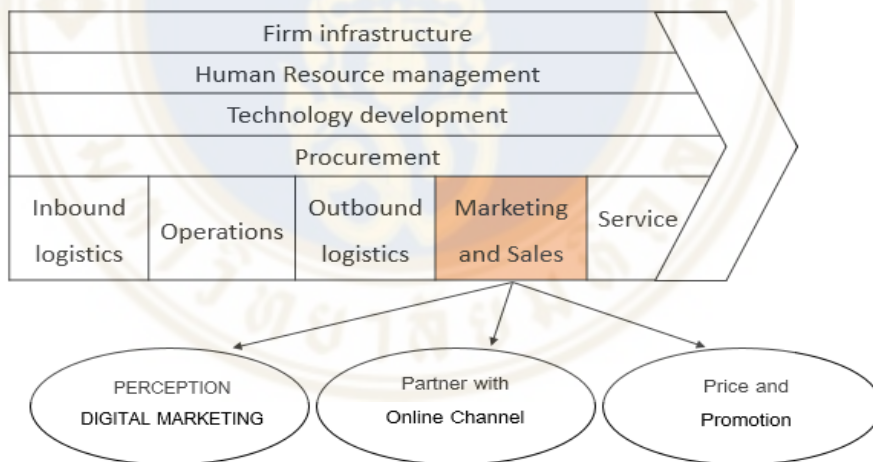 Firm infrastructure
Human Resource management
Technology development
Procurement
Inbound
logistics
Operations
Outbound
logistics
Marketing
and Sales
Service
PERCEPTION
DIGITAL MARKETING
Partner with
Online Channel
Price and
Promotion